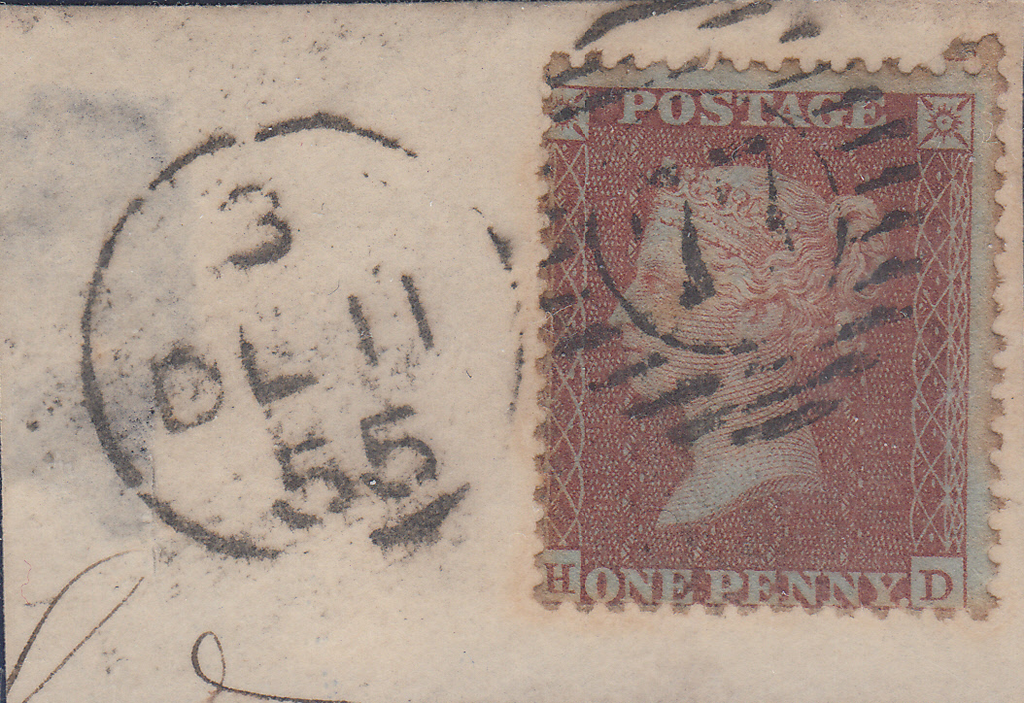 3
DE 11
55
POSTAGE
H ONE PENNY. D